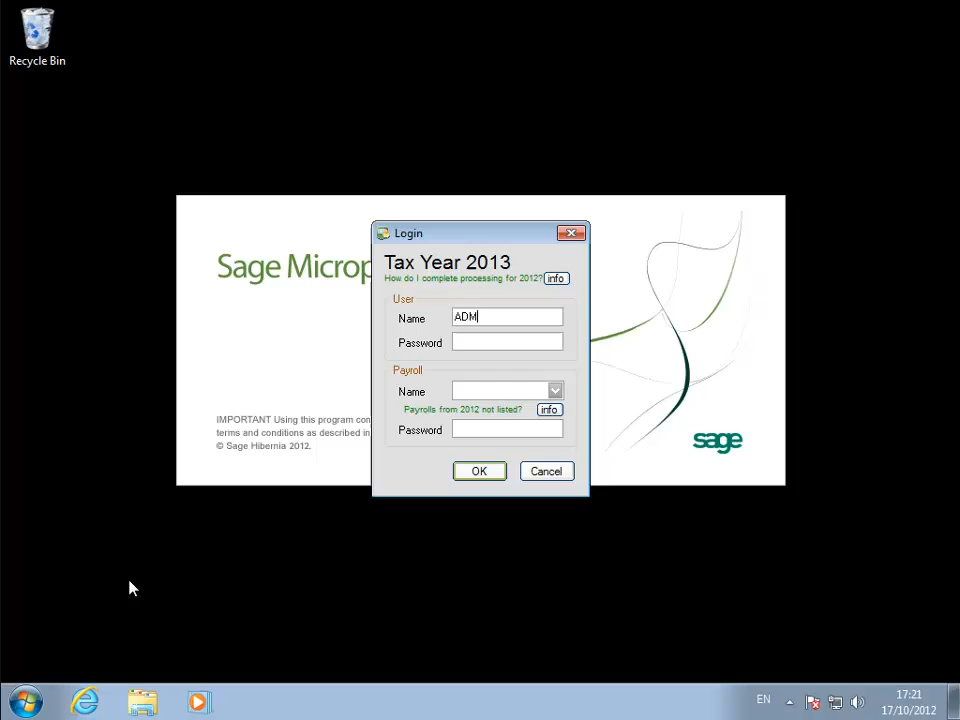 Recycle Bin
Sage Microp
Login
Tax Year 2013
How do I complete processing for 2012? info
User
Name ADM
Password
Payroll
Name
Payrolls from 2012 not listed? info
Password
OK Cancel
IMPORTANT Using this program con
terms and conditions as described in
© Sage Hibernia 2012.
sage
EN
17:21
17/10/2012